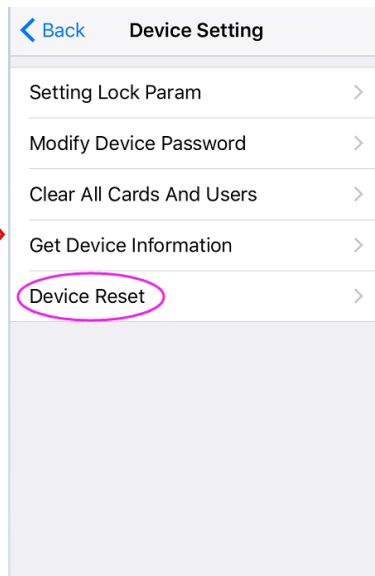 Back Device Setting
Setting Lock Param
Modify Device Password
Clear All Cards And Users
Get Device Information
Device Reset